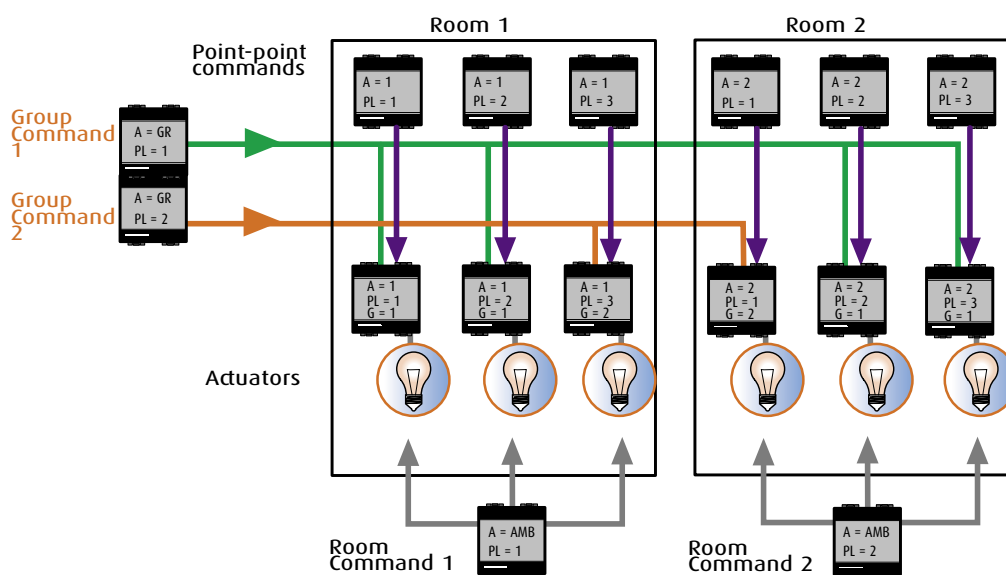 Room 1
Room 2
Point-point
commands
A = 1
PL = 1
A = 1
PL = 2
A = 1
PL = 3
A = 2
PL = 1
A = 2
PL = 2
A = 2
PL = 3
Group
Command
1
A = GR
PL = 1
Group
Command
2
A = GR
PL = 2
A = 1
PL = 1
G = 1
A = 1
PL = 2
G = 1
A = 1
PL = 3
G = 2
A = 2
PL = 1
G = 2
A = 2
PL = 2
G = 1
A = 2
PL = 3
G = 1
Actuators
Room
Command 1
A = AMB
PL = 1
Room
Command 2
A = AMB
PL = 2